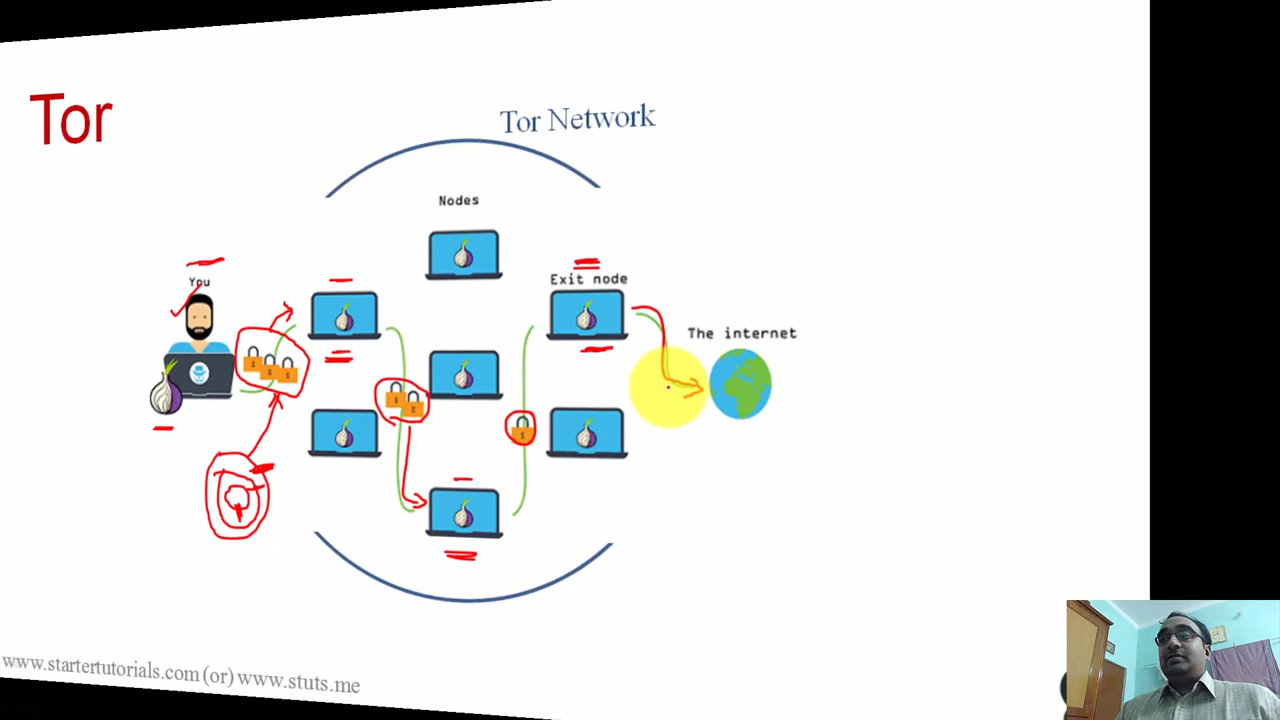 Tor
Tor Network
Nodes
You
Exit node
The internet
www.startertutorials.com (or) www.stuts.me